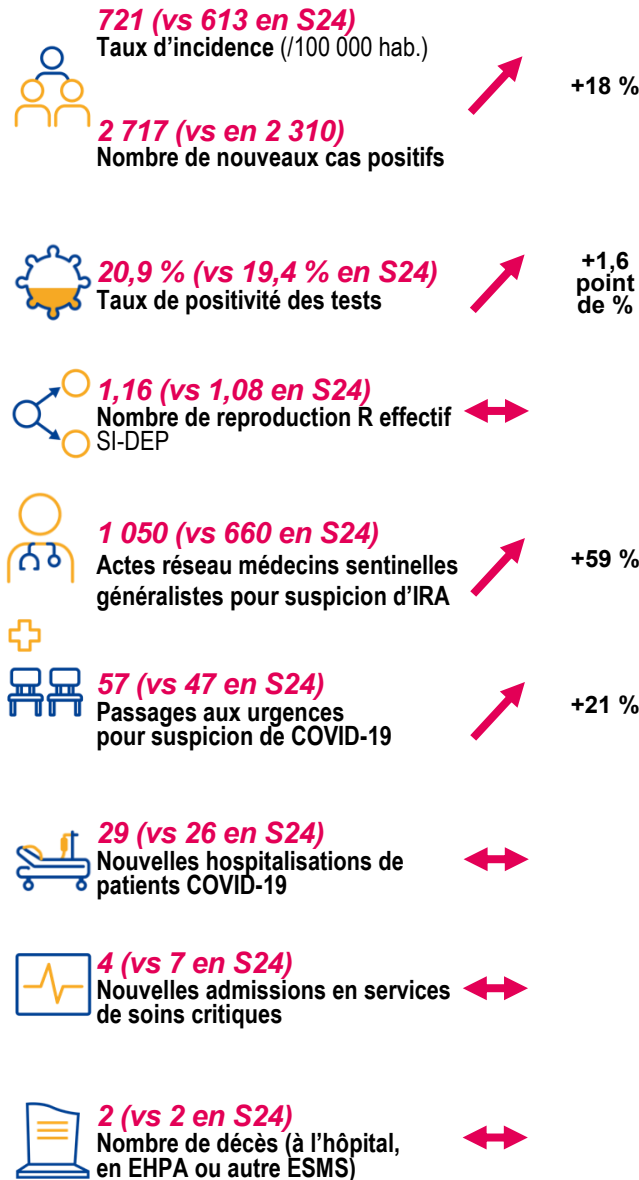 721 (vs 613 en S24)
Taux d’incidence (/100 000 hab.)
+18 %
2 717 (vs en 2 310)
Nombre de nouveaux cas positifs
20,9 % (vs 19,4 % en S24)
Taux de positivité des tests
+1,6
point
de %
1,16 (vs 1,08 en S24)
Nombre de reproduction R effectif
SI-DEP
1 050 (vs 660 en S24)
Actes réseau médecins sentinelles
généralistes pour suspicion d’IRA
+59 %
57 (vs 47 en S24)
Passages aux urgences
pour suspicion de COVID-19
+21 %
29 (vs 26 en S24)
Nouvelles hospitalisations de
patients COVID-19
4 (vs 7 en S24)
Nouvelles admissions en services
de soins critiques
2 (vs 2 en S24)
Nombre de décès (à l’hôpital,
en EHPA ou autre ESMS)